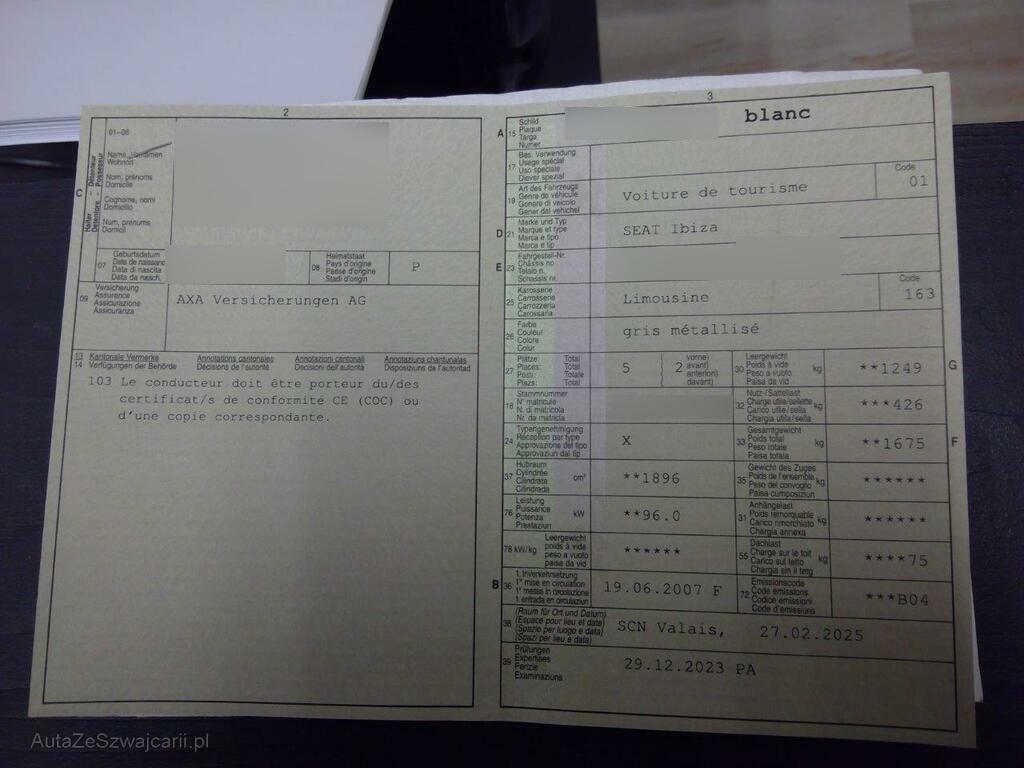 2
01-06
Name, Vornamen
Wohnort
Nom, prénoms
Domicile
Cognome, nomi
Domicilio
Num, prenums
Domicil
C
Halter - Détenteur
Detentore - Possessur
07
Geburtsdatum
Date de naissance
Data di nascita
Data da nasch.
08
Heimatstaat
Pays d'origine
Paese d'origine
Stadi d'origin
P
09
Versicherung
Assurance
Assicurazione
Assicuranza
AXA Versicherungen AG
13 Kantonale Vermerke Annotations cantonales Annotazioni cantonali Annotaziuns chantunalas
14 Verfügungen der Behörde Décisions de l'autorité Decisioni dell'autorità Disposiziuns da l'autoritad
103 Le conducteur doit être porteur du/des
certificat/s de conformité CE (COC) ou
d'une copie correspondante.
3
A 15
Schild
Plaque
Targa
Numer
blanc
17
Bes. Verwendung
Usage spécial
Uso speciale
Diever spezial
19
Art des Fahrzeugs
Genre de véhicule
Genere di veicolo
Gener dal vehichel
Voiture de tourisme
Code
01
D 21
Marke und Typ
Marque et type
Marca e tipo
Marca e tip
SEAT Ibiza
E 23
Fahrgestell-Nr.
Châssis no
Telaio n.
Schassis nr.
25
Karosserie
Carrosserie
Carrozzeria
Carossaria
Limousine
Code
163
26
Farbe
Couleur
Colore
Colur
gris métallisé
27
Plätze: Total
Places: Total
Posti: Totale
Plazs: Total
5 ( 2
vorne)
avant)
anteriori)
davant)
30
Leergewicht
Poids à vide
Peso a vuoto
Paisa da vid
kg
**1249
G
18
Stammnummer
N° matricule
N. di matricola
Nr. da matricla
32
Nutz-/Sattellast
Charge utile/sellette
Carico utile/sella
Chargia utila/sella
kg
***426
24
Typengenehmigung
Réception par type
Approvazione del tipo
Approvaziun dal tip
X
33
Gesamtgewicht
Poids total
Peso totale
Paisa totala
kg
**1675
F
37
Hubraum
Cylindrée
Cilindrata
Cilindrada
cm³
**1896
35
Gewicht des Zuges
Poids de l'ensemble
Peso del convoglio
Paisa cumposiziun
kg
******
76
Leistung
Puissance
Potenza
Prestaziun
kW
**96.0
31
Anhängelast
Poids remorquable
Carico rimorchiato
Chargia annexa
kg
******
78 kW/kg
Leergewicht
poids à vide
peso a vuoto
paisa da vid
******
55
Dachlast
Charge sur le toit
Carico sul tetto
Chargia sin il tetg
kg
****75
B 36
1. Inverkehrsetzung
1re mise en circulation
1a messa in circolazione
1. entrada en circulaziun
19.06.2007 F
72
Emissionscode
Code émissions
Codice emissioni
Code d'emissiuns
***B04
38
(Raum für Ort und Datum)
(Espace pour lieu et date)
(Spazio per luogo e data)
(Spazi per lieu e data)
SCN Valais, 27.02.2025
39
Prüfungen
Expertises
Perizie
Examinaziuns
29.12.2023 PA
AutaZeSzwajcarii.pl